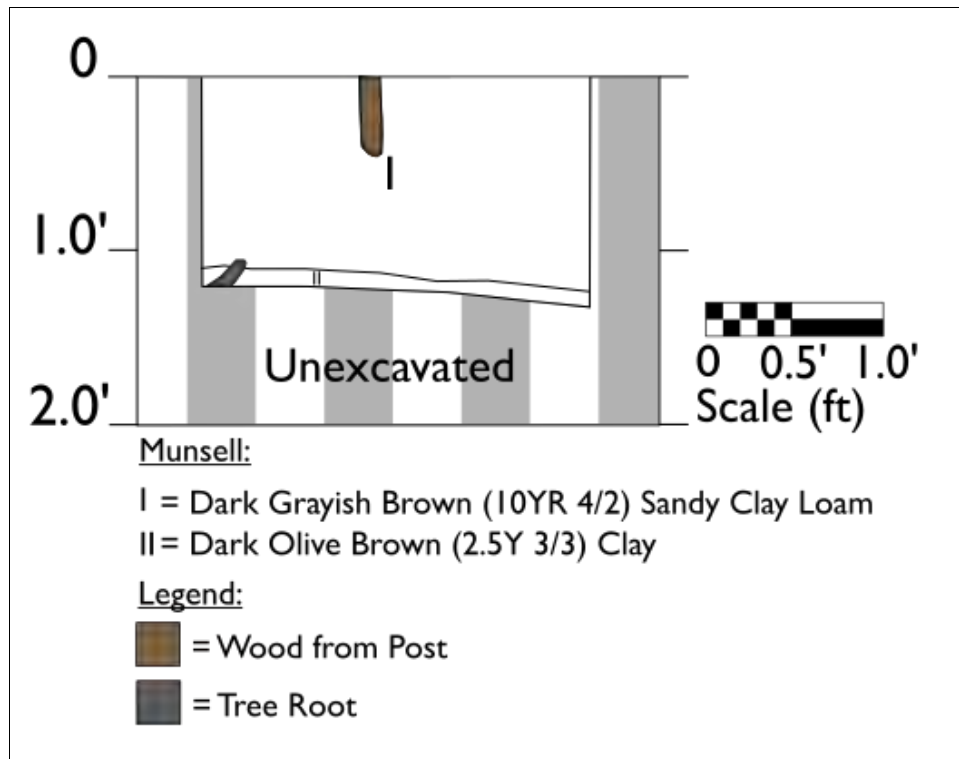 0
I
1.0'
II
Unexcavated
0 0.5' 1.0'
2.0'
Scale (ft)
Munsell:
I = Dark Grayish Brown (10YR 4/2) Sandy Clay Loam
II = Dark Olive Brown (2.5Y 3/3) Clay
Legend:
= Wood from Post
= Tree Root